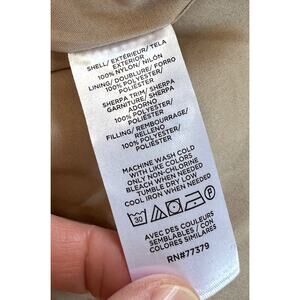 SHELL/EXTÉRIEUR/TELA
EXTERIOR
100% NYLON/NILÓN
LINING/DOUBLURE/FORRO
100% POLYESTER/
POLIÉSTER
SHERPA TRIM/SHERPA
GARNITURE/SHERPA
ADORNO
100% POLYESTER/
POLIÉSTER
FILLING/REMBOURRAGE/
RELLENO
100% POLYESTER/
POLIÉSTER
MACHINE WASH COLD
WITH LIKE COLORS
ONLY NON-CHLORINE
BLEACH WHEN NEEDED
TUMBLE DRY LOW
COOL IRON WHEN NEEDED
30
AVEC DES COULEURS
SEMBLABLES / CON
COLORES SIMILARES
RN#77379